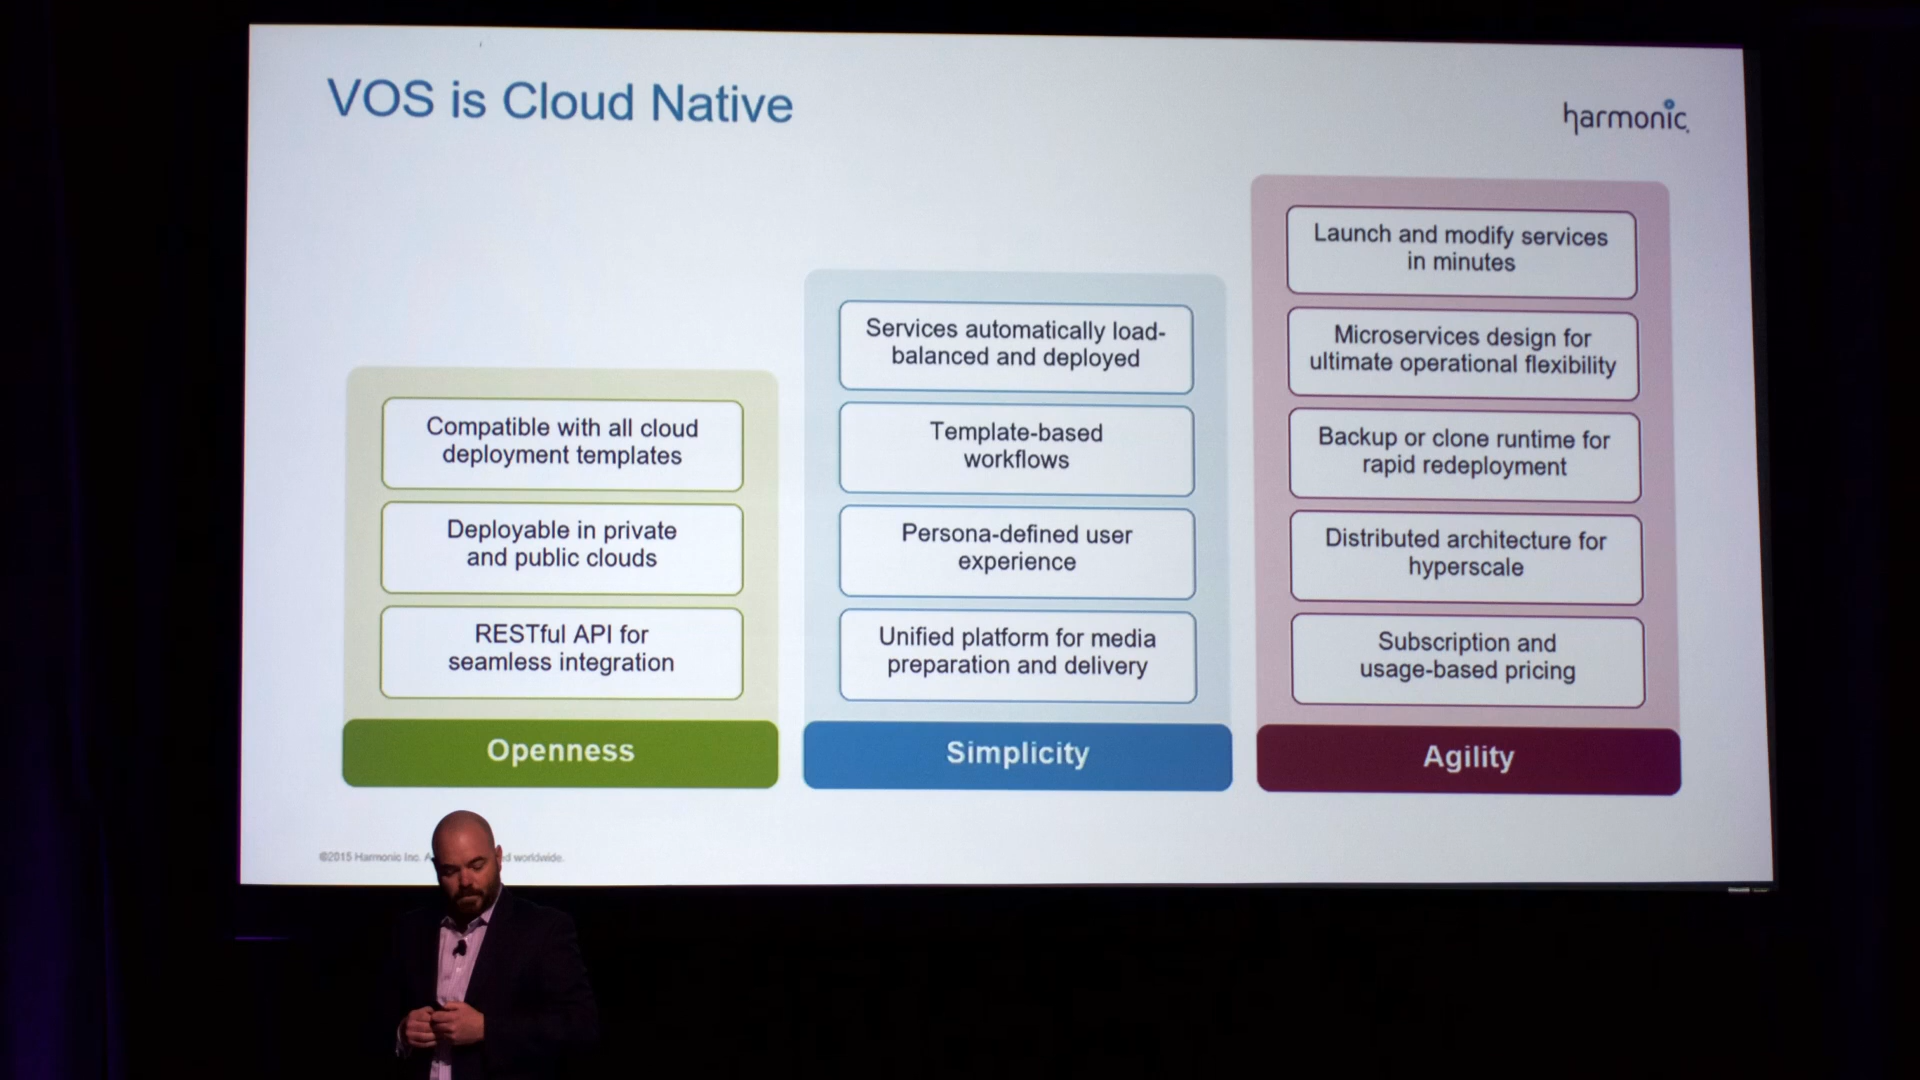 VOS is Cloud Native
harmonic
Compatible with all cloud
deployment templates
Deployable in private
and public clouds
RESTful API for
seamless integration
Openness
Services automatically load-
balanced and deployed
Template-based
workflows
Persona-defined user
experience
Unified platform for media
preparation and delivery
Simplicity
Launch and modify services
in minutes
Microservices design for
ultimate operational flexibility
Backup or clone runtime for
rapid redeployment
Distributed architecture for
hyperscale
Subscription and
usage-based pricing
Agility
©2015 Harmonic Inc. worldwide.